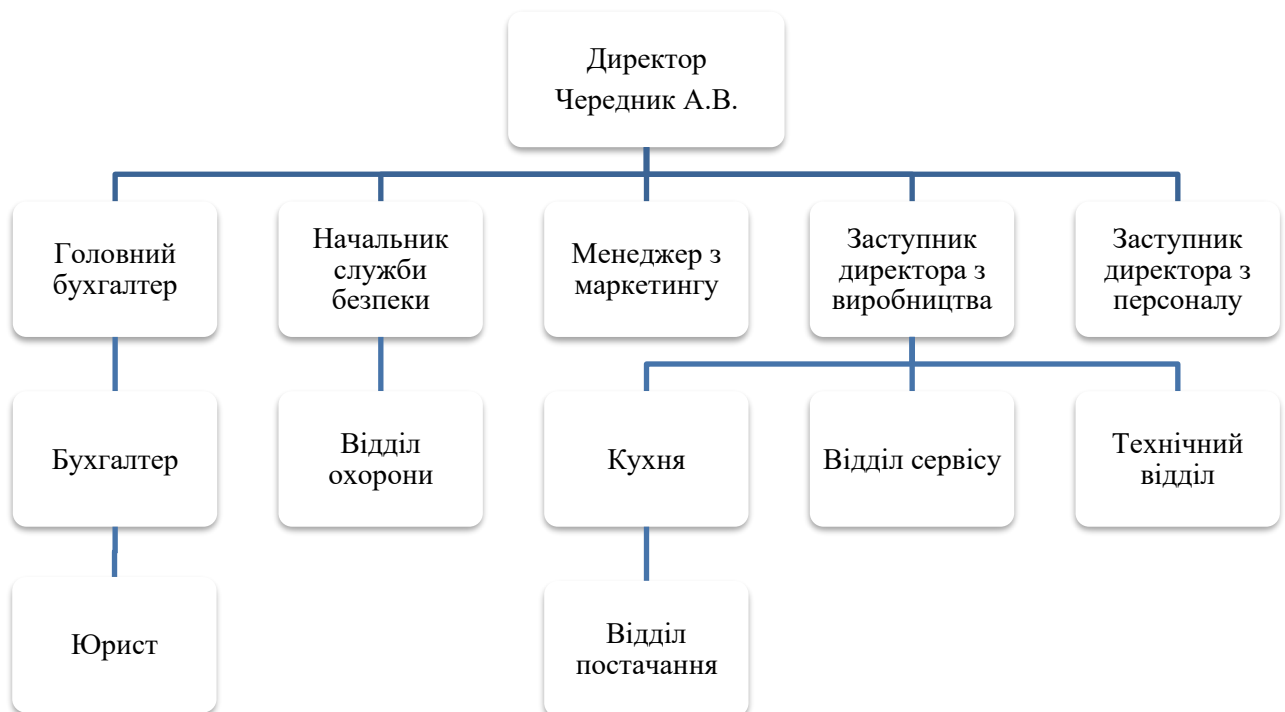 Директор
Чередник А.В.
Головний
бухгалтер
Начальник
служби
безпеки
Менеджер з
маркетингу
Заступник
директора з
виробництва
Заступник
директора з
персоналу
Бухгалтер
Відділ
охорони
Кухня
Відділ сервісу
Технічний
відділ
Юрист
Відділ
постачання